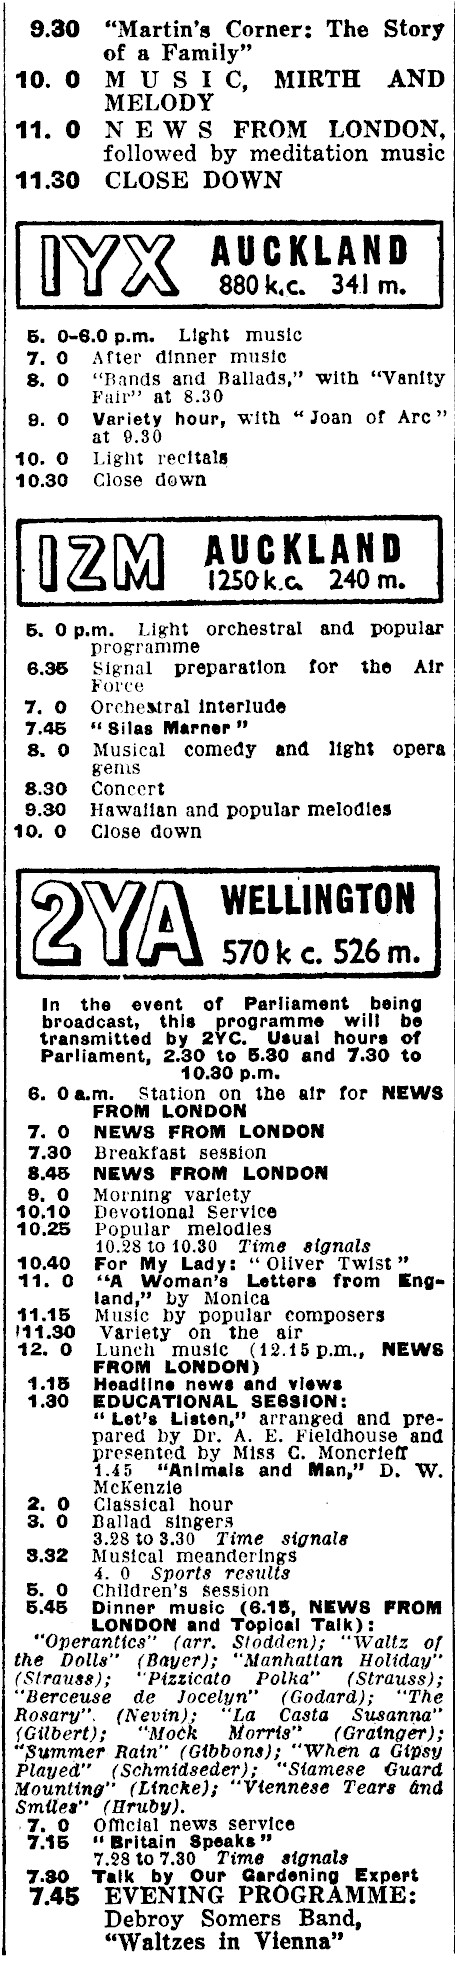 9.30 "Martin's Corner: The Story
of a Family"
10. 0 MUSIC, MIRTH AND
MELODY
11. 0 NEWS FROM LONDON,
followed by meditation music
11.30 CLOSE DOWN
1YX AUCKLAND
880 k.c. 341 m.
5. 0-6.0 p.m. Light music
7. 0 After dinner music
8. 0 "Bands and Ballads," with "Vanity
Fair" at 8.30
9. 0 Variety hour, with "Joan of Arc"
at 9.30
10. 0 Light recitals
10.30 Close down
1ZM AUCKLAND
1250 k.c. 240 m.
5. 0 p.m. Light orchestral and popular
programme
6.35 Signal preparation for the Air
Force
7. 0 Orchestral interlude
7.45 "Silas Marner"
8. 0 Musical comedy and light opera
gems
8.30 Concert
9.30 Hawaiian and popular melodies
10. 0 Close down
2YA WELLINGTON
570 k c. 526 m.
In the event of Parliament being
broadcast, this programme will be
transmitted by 2YC. Usual hours of
Parliament, 2.30 to 5.30 and 7.30 to
10.30 p.m.
6. 0 a.m. Station on the air for NEWS
FROM LONDON
7. 0 NEWS FROM LONDON
7.30 Breakfast session
8.45 NEWS FROM LONDON
9. 0 Morning variety
10.10 Devotional Service
10.25 Popular melodies
10.28 to 10.30 Time signals
10.40 For My Lady: "Oliver Twist"
11. 0 "A Woman's Letters from Eng-
land," by Monica
11.15 Music by popular composers
11.30 Variety on the air
12. 0 Lunch music (12.15 p.m., NEWS
FROM LONDON)
1.15 Headline news and views
1.30 EDUCATIONAL SESSION:
"Let's Listen," arranged and pre-
pared by Dr. A. E. Fieldhouse and
presented by Miss C. Moncrieff
1.45 "Animals and Man," D. W.
McKenzie
2. 0 Classical hour
3. 0 Ballad singers
3.28 to 3.30 Time signals
3.32 Musical meanderings
4. 0 Sports results
5. 0 Children's session
5.45 Dinner music (6.15, NEWS FROM
LONDON and Topical Talk):
"Operantics" (arr. Stodden); "Waltz of
the Dolls" (Bayer); "Manhattan Holiday"
(Strauss); "Pizzicato Polka" (Strauss);
"Berceuse de Jocelyn" (Godard); "The
Rosary". (Nevin); "La Casta Susanna"
(Gilbert); "Mock Morris" (Grainger);
"Summer Rain" (Gibbons); "When a Gipsy
Played" (Schmidseder); "Siamese Guard
Mounting" (Lincke); "Viennese Tears and
Smiles" (Hruby).
7. 0 Official news service
7.15 "Britain Speaks"
7.28 to 7.30 Time signals
7.30 Talk by Our Gardening Expert
7.45 EVENING PROGRAMME:
Debroy Somers Band,
"Waltzes in Vienna"